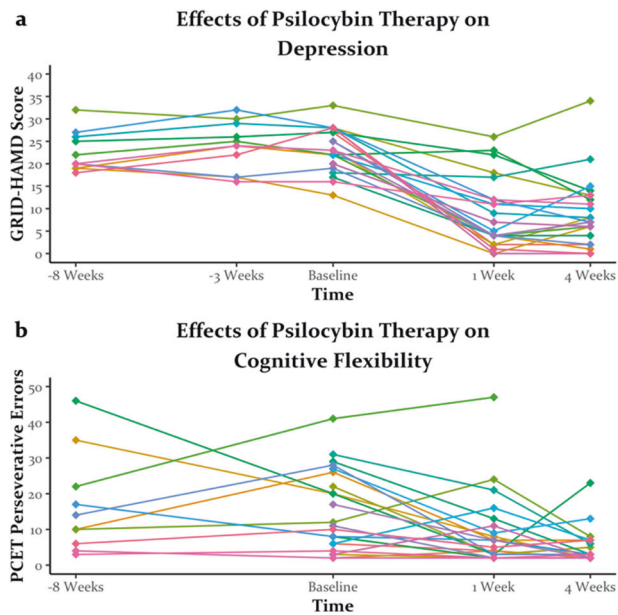 a
Effects of Psilocybin Therapy on
Depression
GRID-HAMD Score
40
35
30
25
20
15
10
5
0
-8 Weeks -3 Weeks Baseline 1 Week 4 Weeks
Time
b
Effects of Psilocybin Therapy on
Cognitive Flexibility
PCET Perseverative Errors
50
40
30
20
10
0
-8 Weeks Baseline 1 Week 4 Weeks
Time